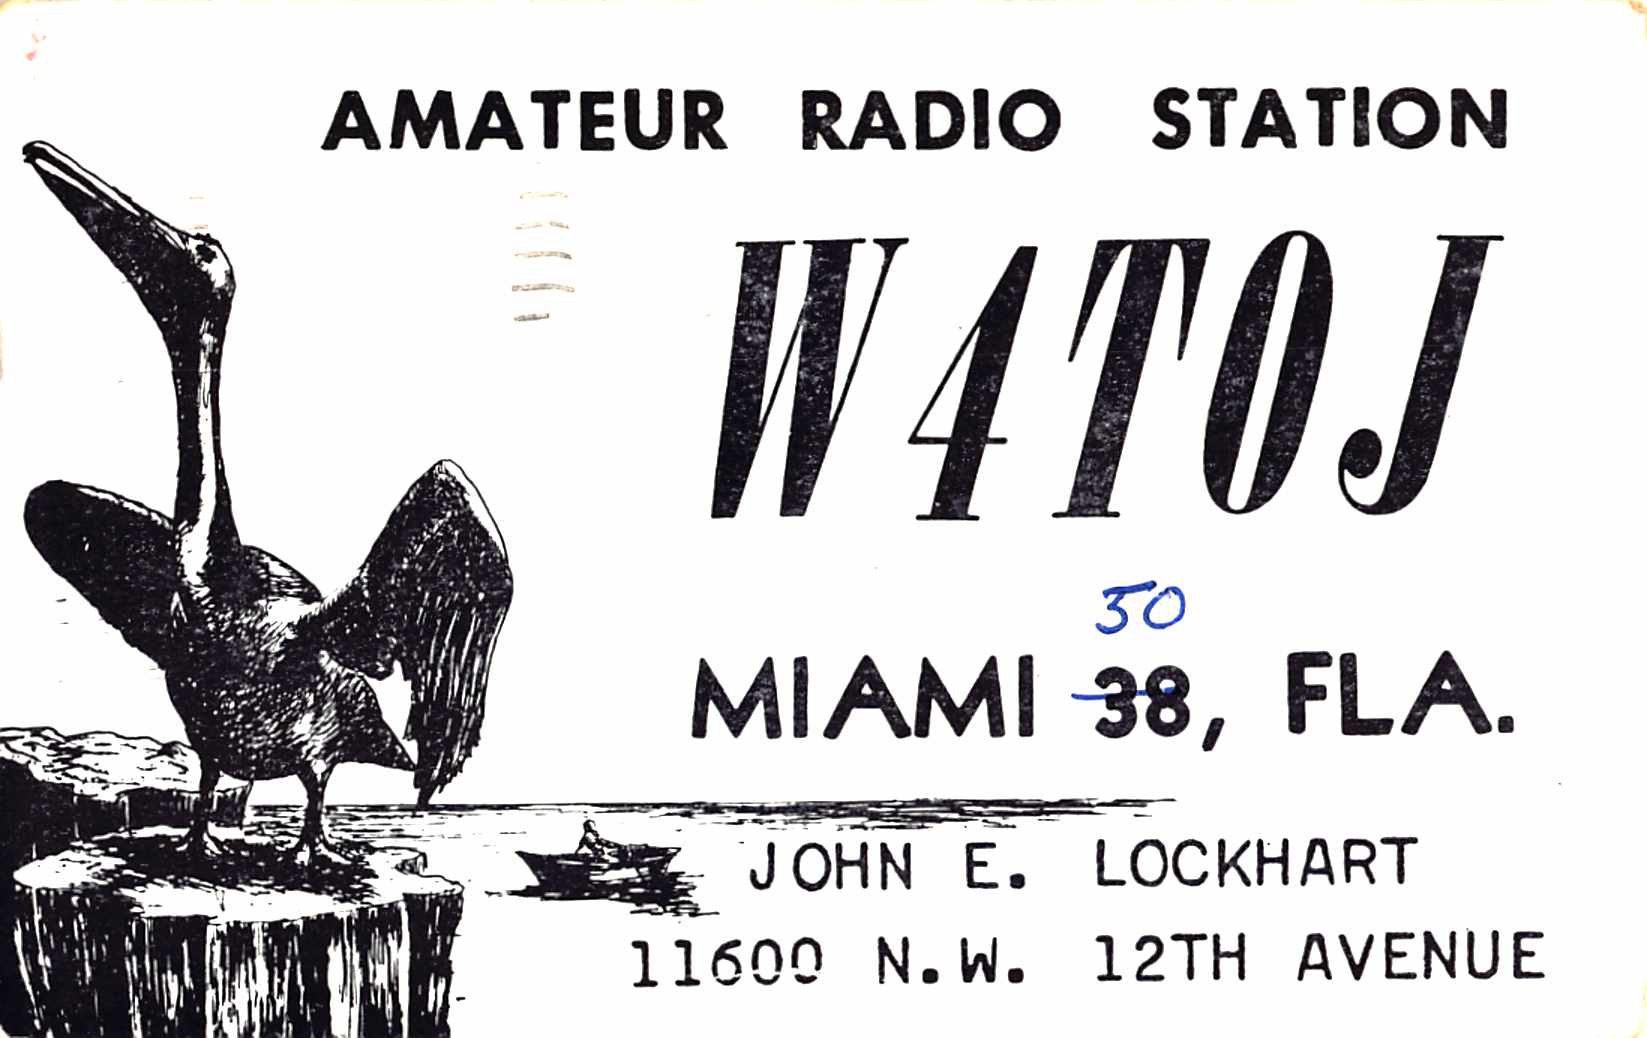 AMATEUR RADIO STATION
W4TOJ
50
MIAMI 38, FLA.
JOHN E. LOCKHART
11600 N.W. 12TH AVENUE